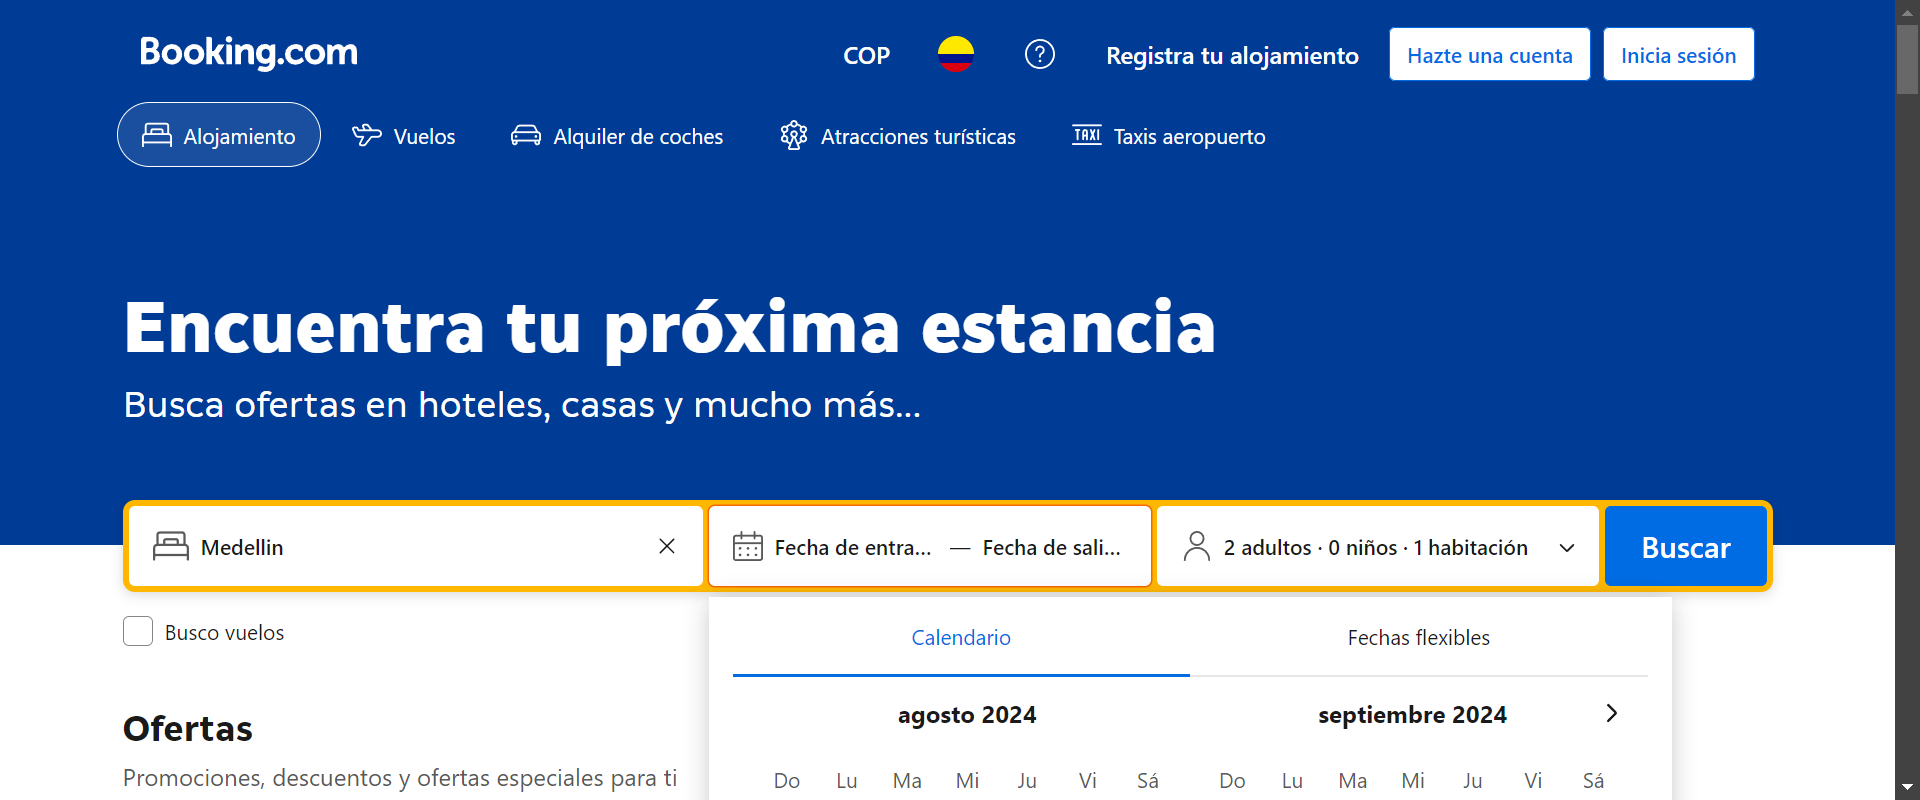 Booking.com
COP
?
Registra tu alojamiento
Hazte una cuenta
Inicia sesión
Alojamiento
Vuelos
Alquiler de coches
Atracciones turísticas
TAXI
Taxis aeropuerto
Encuentra tu próxima estancia
Busca ofertas en hoteles, casas y mucho más...
Medellin
Fecha de entra... — Fecha de sali...
2 adultos · 0 niños · 1 habitación
Buscar
Busco vuelos
Calendario
Fechas flexibles
agosto 2024
septiembre 2024
Do Lu Ma Mi Ju Vi Sá
Do Lu Ma Mi Ju Vi Sá
Ofertas
Promociones, descuentos y ofertas especiales para ti